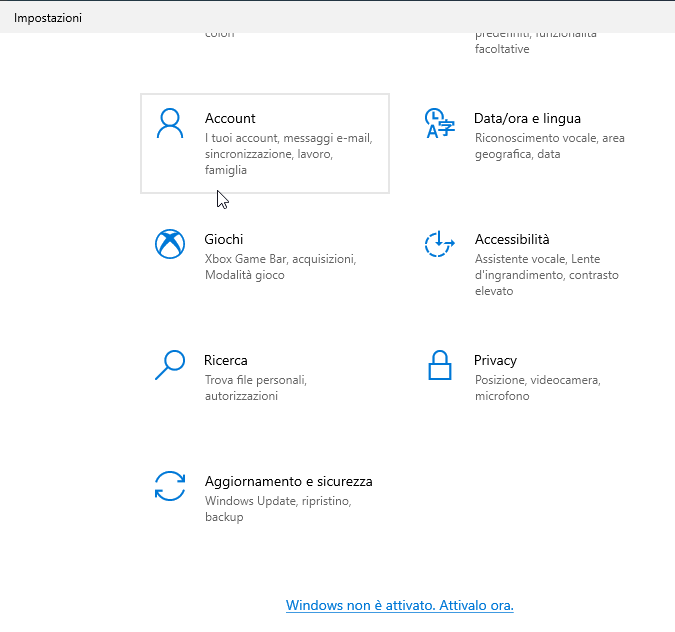 Impostazioni
colori
predefiniti, funzionalità
facoltative
Account
I tuoi account, messaggi e-mail,
sincronizzazione, lavoro,
famiglia
Data/ora e lingua
Riconoscimento vocale, area
geografica, data
Giochi
Xbox Game Bar, acquisizioni,
Modalità gioco
Accessibilità
Assistente vocale, Lente
d'ingrandimento, contrasto
elevato
Ricerca
Trova file personali,
autorizzazioni
Privacy
Posizione, videocamera,
microfono
Aggiornamento e sicurezza
Windows Update, ripristino,
backup
Windows non è attivato. Attivalo ora.